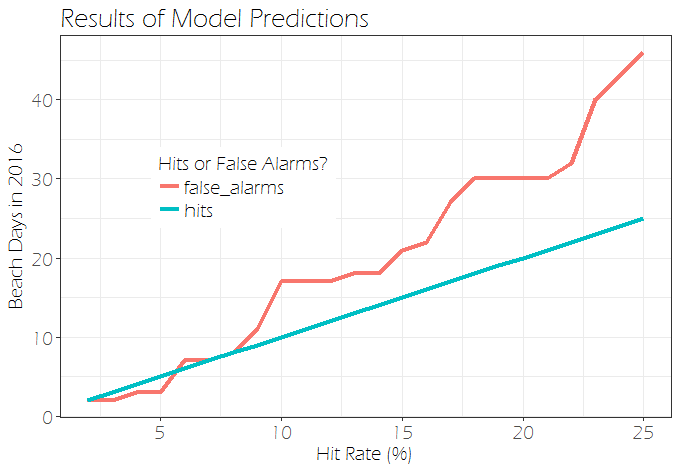 Results of Model Predictions
Beach Days in 2016
40
30
20
10
0
Hits or False Alarms?
false_alarms
hits
5 10 15 20 25
Hit Rate (%)